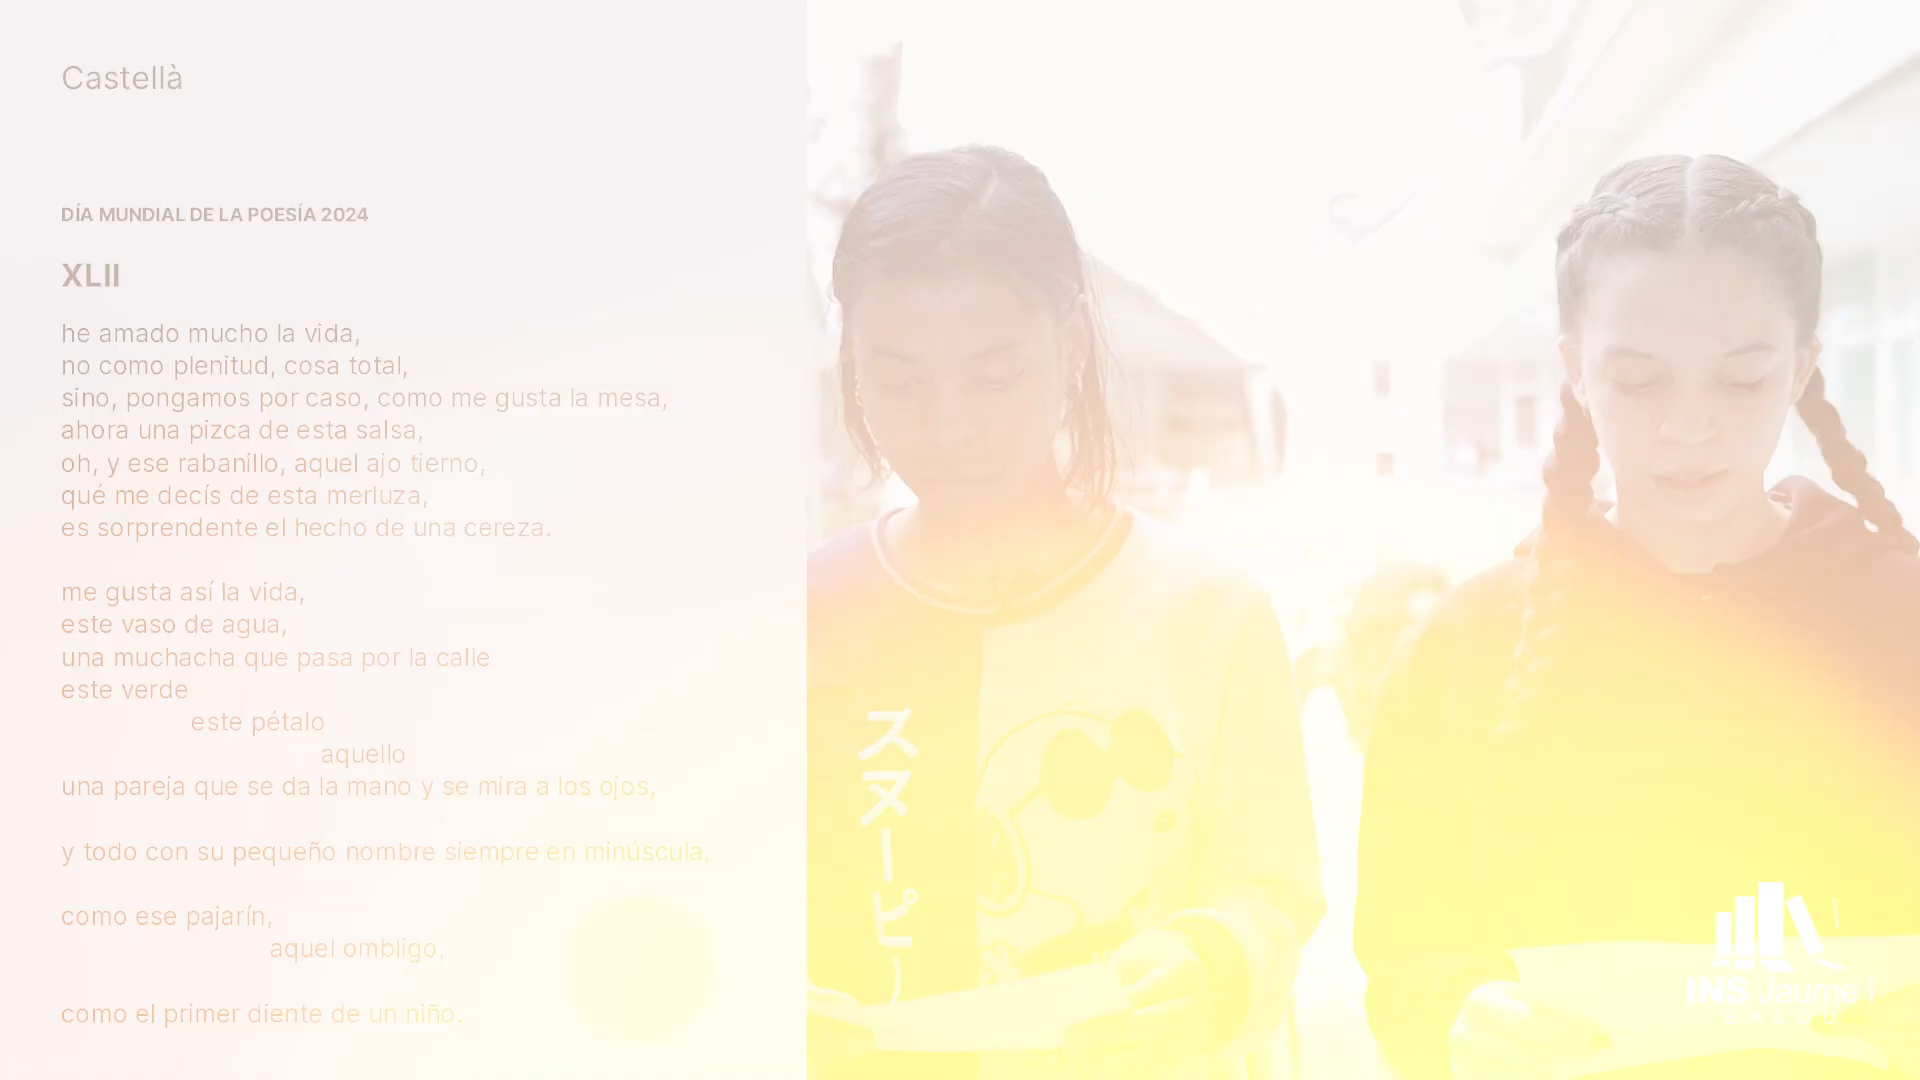 Castellà
DÍA MUNDIAL DE LA POESÍA 2024
XLII
he amado mucho la vida,
no como plenitud, cosa total,
sino, pongamos por caso, como me gusta la mesa,
ahora una pizca de esta salsa,
oh, y ese rabanillo, aquel ajo tierno,
qué me decís de esta merluza,
es sorprendente el hecho de una cereza.
me gusta así la vida,
este vaso de agua,
una muchacha que pasa por la calle
este verde
este pétalo
aquello
una pareja que se da la mano y se mira a los ojos,
y todo con su pequeño nombre siempre en minúscula,
como ese pajarín,
aquel ombligo,
como el primer diente de un niño.
スヌーピー
INS Jaume I